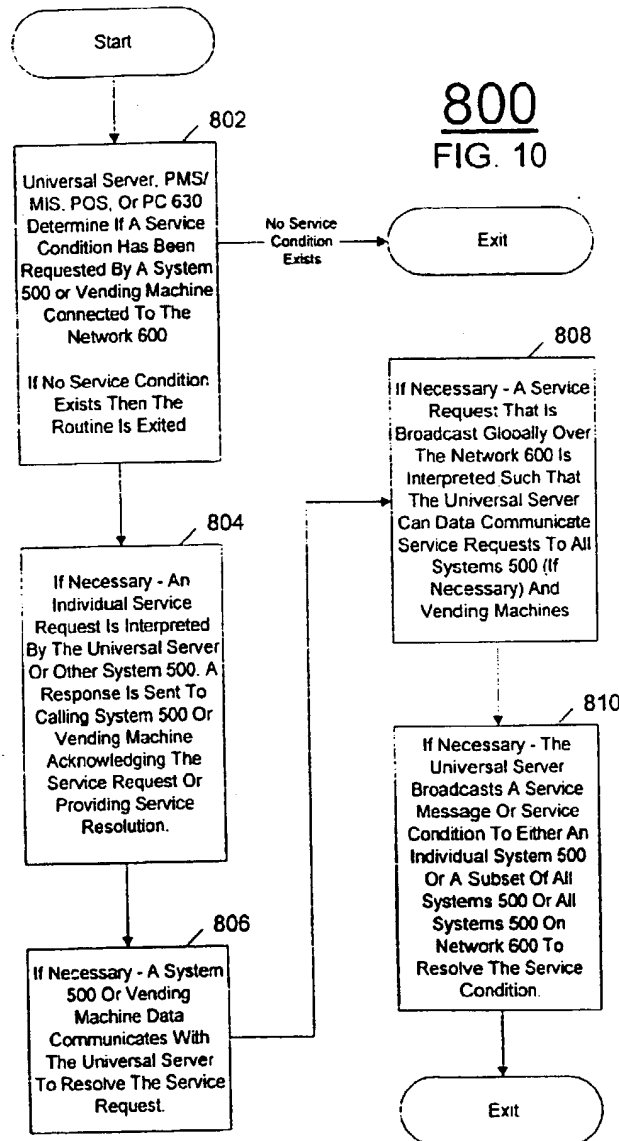 Start
800
FIG. 10
802
Universal Server, PMS/
MIS, POS, Or PC 630
Determine If A Service
Condition Has Been
Requested By A System
500 or Vending Machine
Connected To The
Network 600
If No Service Condition
Exists Then The
Routine Is Exited
No Service
Condition
Exists
Exit
804
If Necessary - An
Individual Service
Request Is Interpreted
By The Universal Server
Or Other System 500. A
Response Is Sent To
Calling System 500 Or
Vending Machine
Acknowledging The
Service Request Or
Providing Service
Resolution.
806
If Necessary - A System
500 Or Vending
Machine Data
Communicates With
The Universal Server
To Resolve The Service
Request.
808
If Necessary - A Service
Request That Is
Broadcast Globally Over
The Network 600 Is
Interpreted Such That
The Universal Server
Can Data Communicate
Service Requests To All
Systems 500 (If
Necessary) And
Vending Machines
810
If Necessary - The
Universal Server
Broadcasts A Service
Message Or Service
Condition To Either An
Individual System 500
Or A Subset Of All
Systems 500 Or All
Systems 500 On
Network 600 To
Resolve The Service
Condition.
Exit